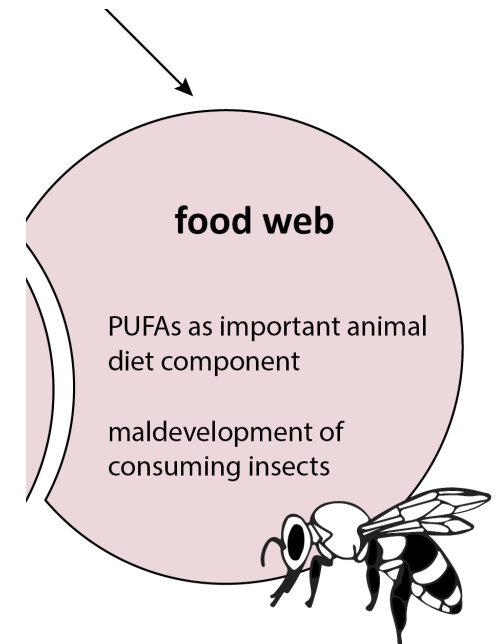 food web
PUFAs as important animal
diet component
maldevelopment of
consuming insects